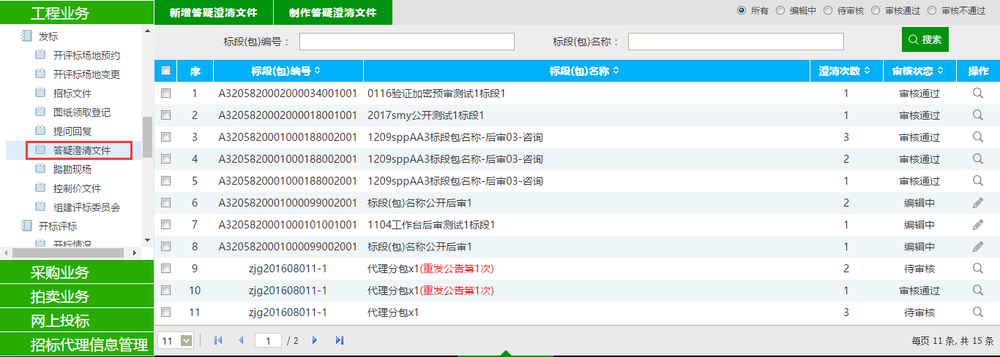 工程业务
发标
开评标场地预约
开评标场地变更
招标文件
图纸领取登记
提问回复
答疑澄清文件
踏勘现场
控制价文件
组建评标委员会
开标评标
开标情况
采购业务
拍卖业务
网上投标
招标代理信息管理
新增答疑澄清文件 制作答疑澄清文件 所有 编辑中 待审核 审核通过 审核不通过
标段(包)编号： 标段(包)名称： 搜索
序 标段(包)编号 标段(包)名称 澄清次数 审核状态 操作
1 A3205820002000034001001 0116验证加密预审测试1标段1 1 审核通过
2 A3205820002000018001001 2017smy公开测试1标段1 1 审核通过
3 A3205820001000188002001 1209sppAA3标段包名称-后审03-咨询 3 审核通过
4 A3205820001000188002001 1209sppAA3标段包名称-后审03-咨询 2 审核通过
5 A3205820001000188002001 1209sppAA3标段包名称-后审03-咨询 1 审核通过
6 A3205820001000099002001 标段(包)名称公开后审1 2 编辑中
7 A3205820001000101001001 1104工作台后审测试1标段1 1 编辑中
8 A3205820001000099002001 标段(包)名称公开后审1 1 编辑中
9 zjg201608011-1 代理分包x1(重发公告第1次) 2 待审核
10 zjg201608011-1 代理分包x1(重发公告第1次) 1 审核通过
11 zjg201608011-1 代理分包x1 3 待审核
11 1 / 2 每页 11 条, 共 15 条